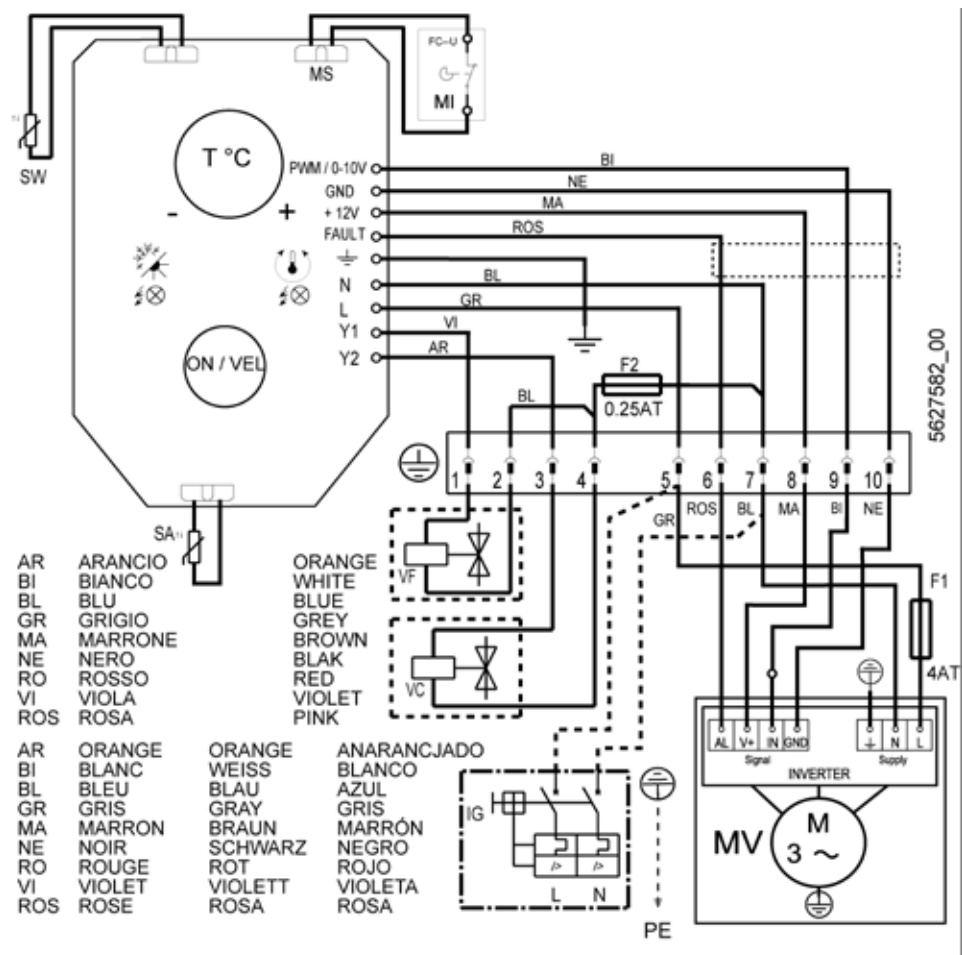 FC-U
MS
MI
SW
T °C
- +
PWM / 0-10V
GND
+ 12V
FAULT
N
L
Y1
Y2
BI
NE
MA
ROS
BL
GR
VI
AR
ON / VEL
F2
0.25AT
BL
5627582_00
1 2 3 4 5 6 7 8 9 10
GR ROS BL MA BI NE
SA
VF
VC
F1
4AT
AR ARANCIO ORANGE
BI BIANCO WHITE
BL BLU BLUE
GR GRIGIO GREY
MA MARRONE BROWN
NE NERO BLAK
RO ROSSO RED
VI VIOLA VIOLET
ROS ROSA PINK
AR ORANGE ORANGE ANARANCJADO
BI BLANC WEISS BLANCO
BL BLEU BLAU AZUL
GR GRIS GRAY GRIS
MA MARRON BRAUN MARRÓN
NE NOIR SCHWARZ NEGRO
RO ROUGE ROT ROJO
VI VIOLET VIOLETT VIOLETA
ROS ROSE ROSA ROSA
IG
I> I>
L N
PE
AL V+ IN GND N L
Signal Supply
INVERTER
MV
M
3 ~